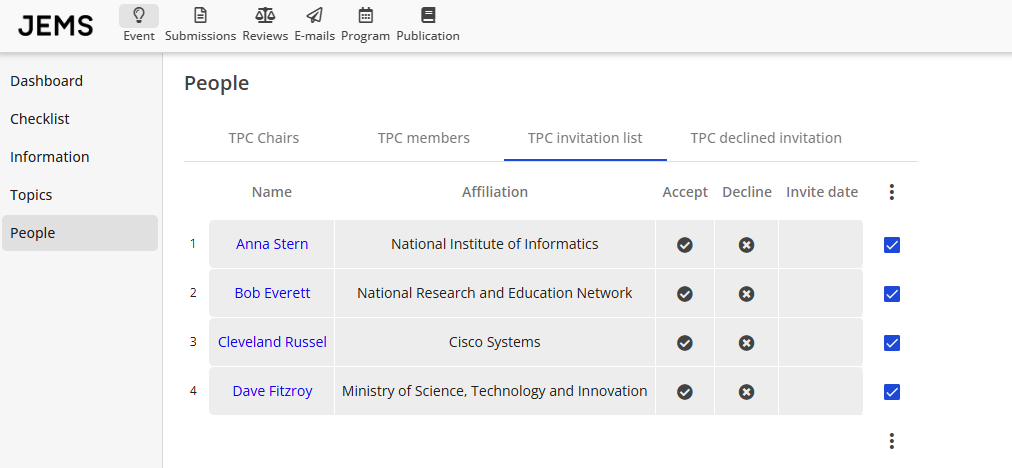 JEMS
Event Submissions Reviews E-mails Program Publication
Dashboard
Checklist
Information
Topics
People
People
TPC Chairs TPC members TPC invitation list TPC declined invitation
Name Affiliation Accept Decline Invite date
1 Anna Stern National Institute of Informatics
2 Bob Everett National Research and Education Network
3 Cleveland Russel Cisco Systems
4 Dave Fitzroy Ministry of Science, Technology and Innovation